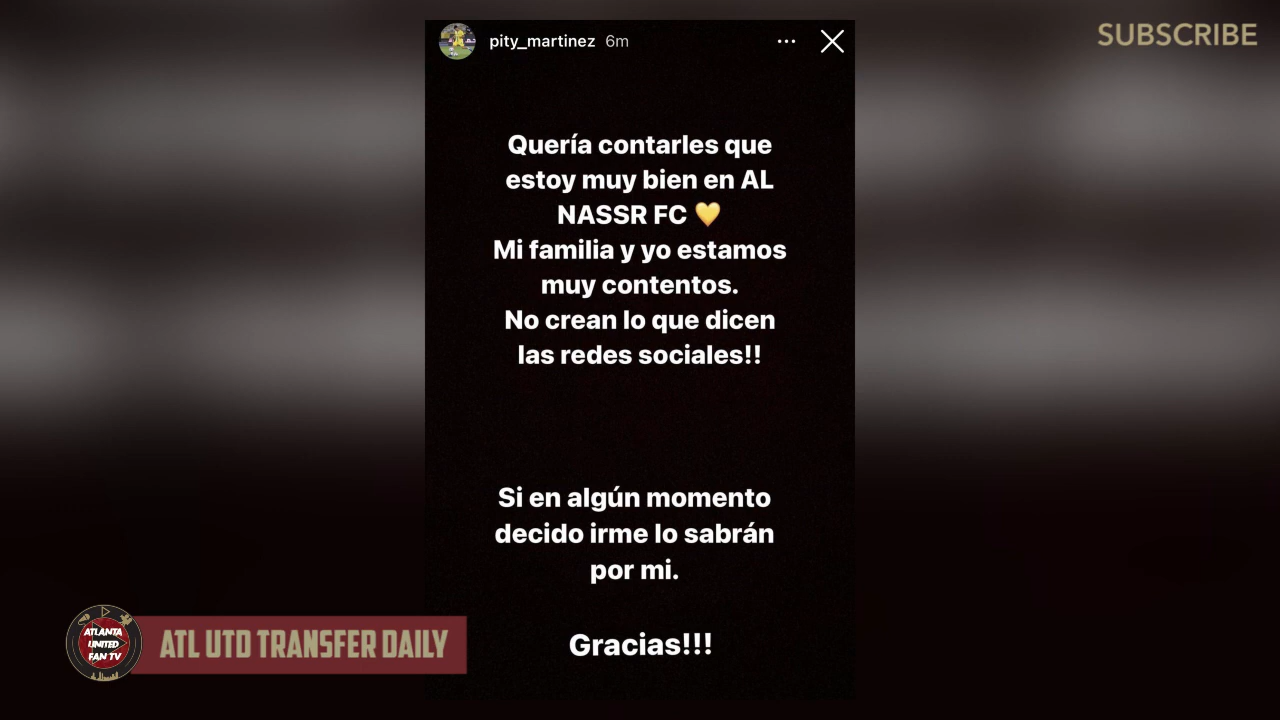 pity_martinez 6m
SUBSCRIBE
Quería contarles que
estoy muy bien en AL
NASSR FC 💛
Mi familia y yo estamos
muy contentos.
No crean lo que dicen
las redes sociales!!
Si en algún momento
decido irme lo sabrán
por mi.
Gracias!!!
ATLANTA
UNITED
FAN TV
ATL UTD TRANSFER DAILY